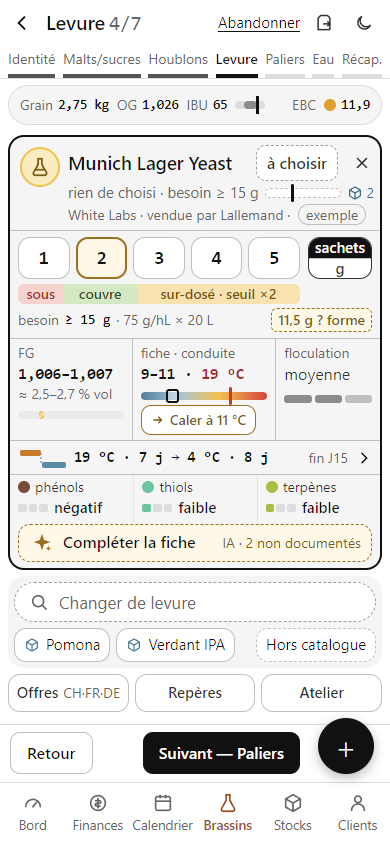 Levure 4/7
Abandonner
Identité Malts/sucres Houblons Levure Paliers Eau Récap.
Grain 2,75 kg OG 1,026 IBU 65 EBC 11,9
Munich Lager Yeast
à choisir
rien de choisi · besoin ≥ 15 g
2
White Labs · vendue par Lallemand · exemple
1 2 3 4 5
sachets
g
sous couvre sur-dosé · seuil ×2
besoin ≥ 15 g · 75 g/hL × 20 L
11,5 g ? forme
FG
1,006–1,007
≈ 2,5–2,7 % vol
fiche · conduite
9–11 · 19 °C
→ Caler à 11 °C
floculation
moyenne
19 °C · 7 j → 4 °C · 8 j
fin J15
phénols
négatif
thiols
faible
terpènes
faible
Compléter la fiche
IA · 2 non documentés
Changer de levure
Pomona
Verdant IPA
Hors catalogue
Offres CH·FR·DE
Repères
Atelier
Retour
Suivant — Paliers
+
Bord Finances Calendrier Brassins Stocks Clients